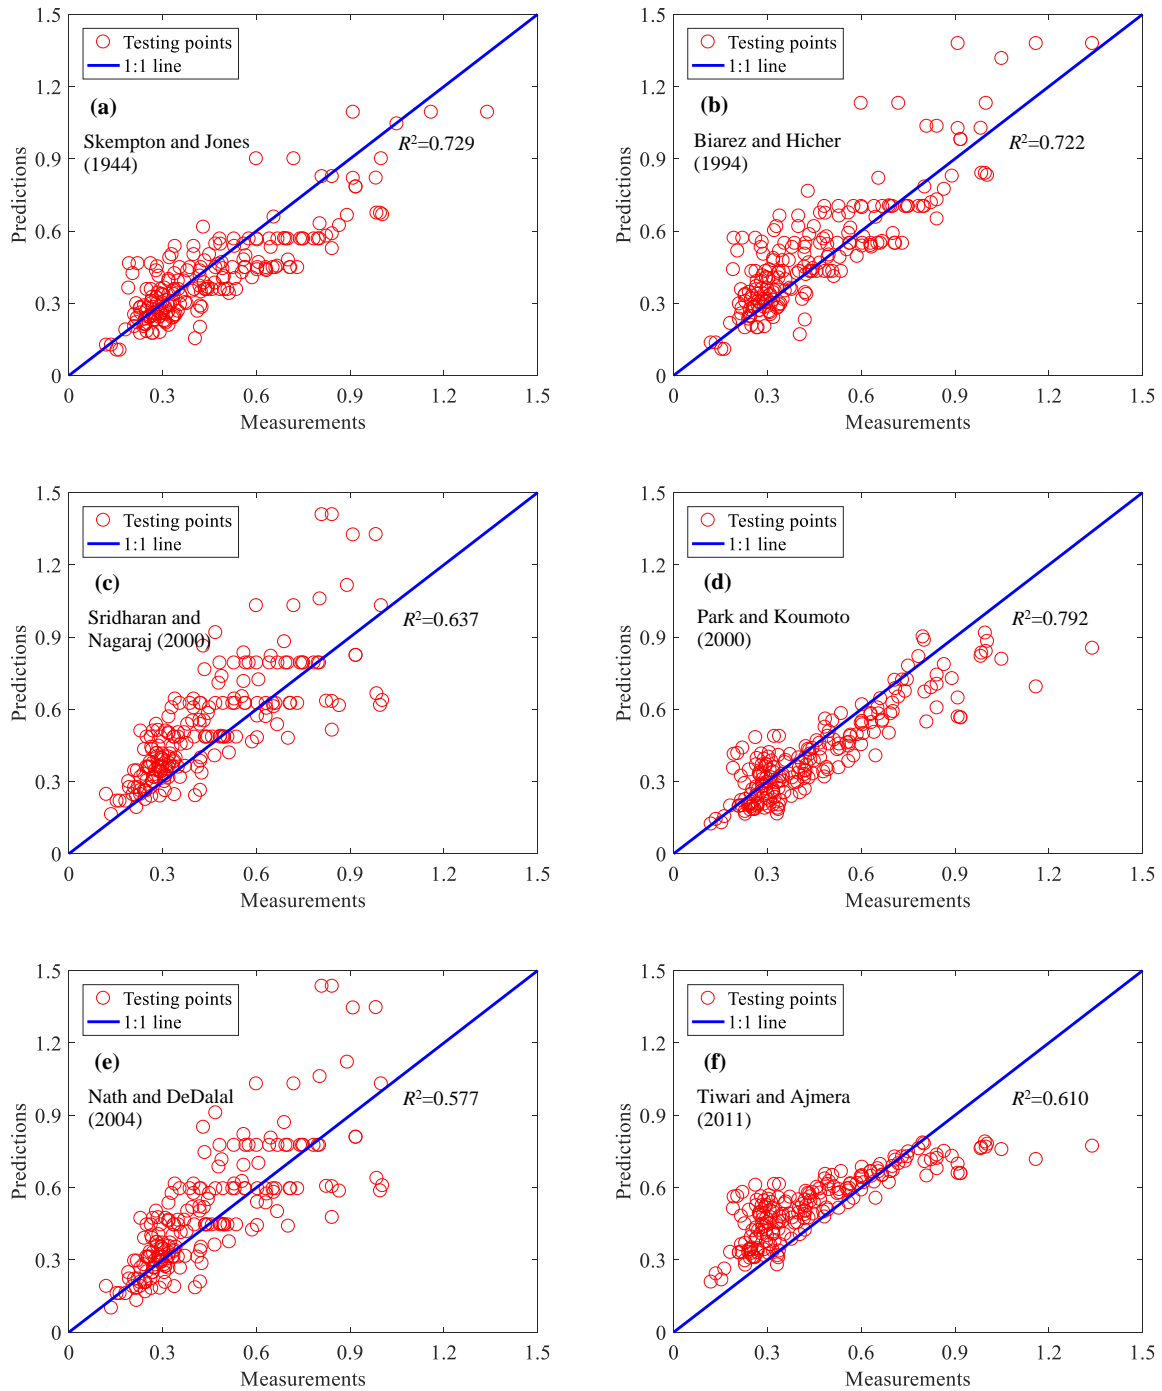 1.5
1.2
0.9
0.6
0.3
0
Predictions
Testing points
1:1 line
(a)
Skempton and Jones
(1944)
R²=0.729
0 0.3 0.6 0.9 1.2 1.5
Measurements
1.5
1.2
0.9
0.6
0.3
0
Predictions
Testing points
1:1 line
(b)
Biarez and Hicher
(1994)
R²=0.722
0 0.3 0.6 0.9 1.2 1.5
Measurements
1.5
1.2
0.9
0.6
0.3
0
Predictions
Testing points
1:1 line
(c)
Sridharan and
Nagaraj (2000)
R²=0.637
0 0.3 0.6 0.9 1.2 1.5
Measurements
1.5
1.2
0.9
0.6
0.3
0
Predictions
Testing points
1:1 line
(d)
Park and Koumoto
(2000)
R²=0.792
0 0.3 0.6 0.9 1.2 1.5
Measurements
1.5
1.2
0.9
0.6
0.3
0
Predictions
Testing points
1:1 line
(e)
Nath and DeDalal
(2004)
R²=0.577
0 0.3 0.6 0.9 1.2 1.5
Measurements
1.5
1.2
0.9
0.6
0.3
0
Predictions
Testing points
1:1 line
(f)
Tiwari and Ajmera
(2011)
R²=0.610
0 0.3 0.6 0.9 1.2 1.5
Measurements